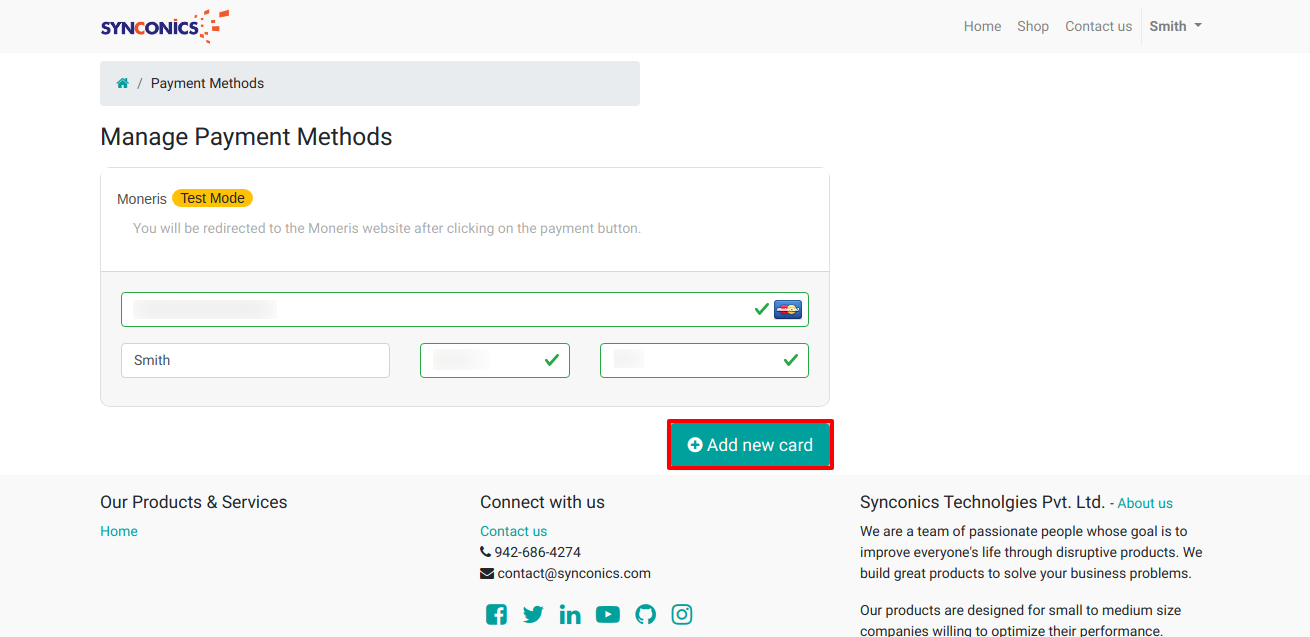 SYNCONICS
Home Shop Contact us Smith
/ Payment Methods
Manage Payment Methods
Moneris Test Mode
You will be redirected to the Moneris website after clicking on the payment button.
Smith
Add new card
Our Products & Services
Home
Connect with us
Contact us
942-686-4274
contact@synconics.com
Synconics Technolgies Pvt. Ltd. - About us
We are a team of passionate people whose goal is to
improve everyone's life through disruptive products. We
build great products to solve your business problems.
Our products are designed for small to medium size
companies willing to optimize their performance.